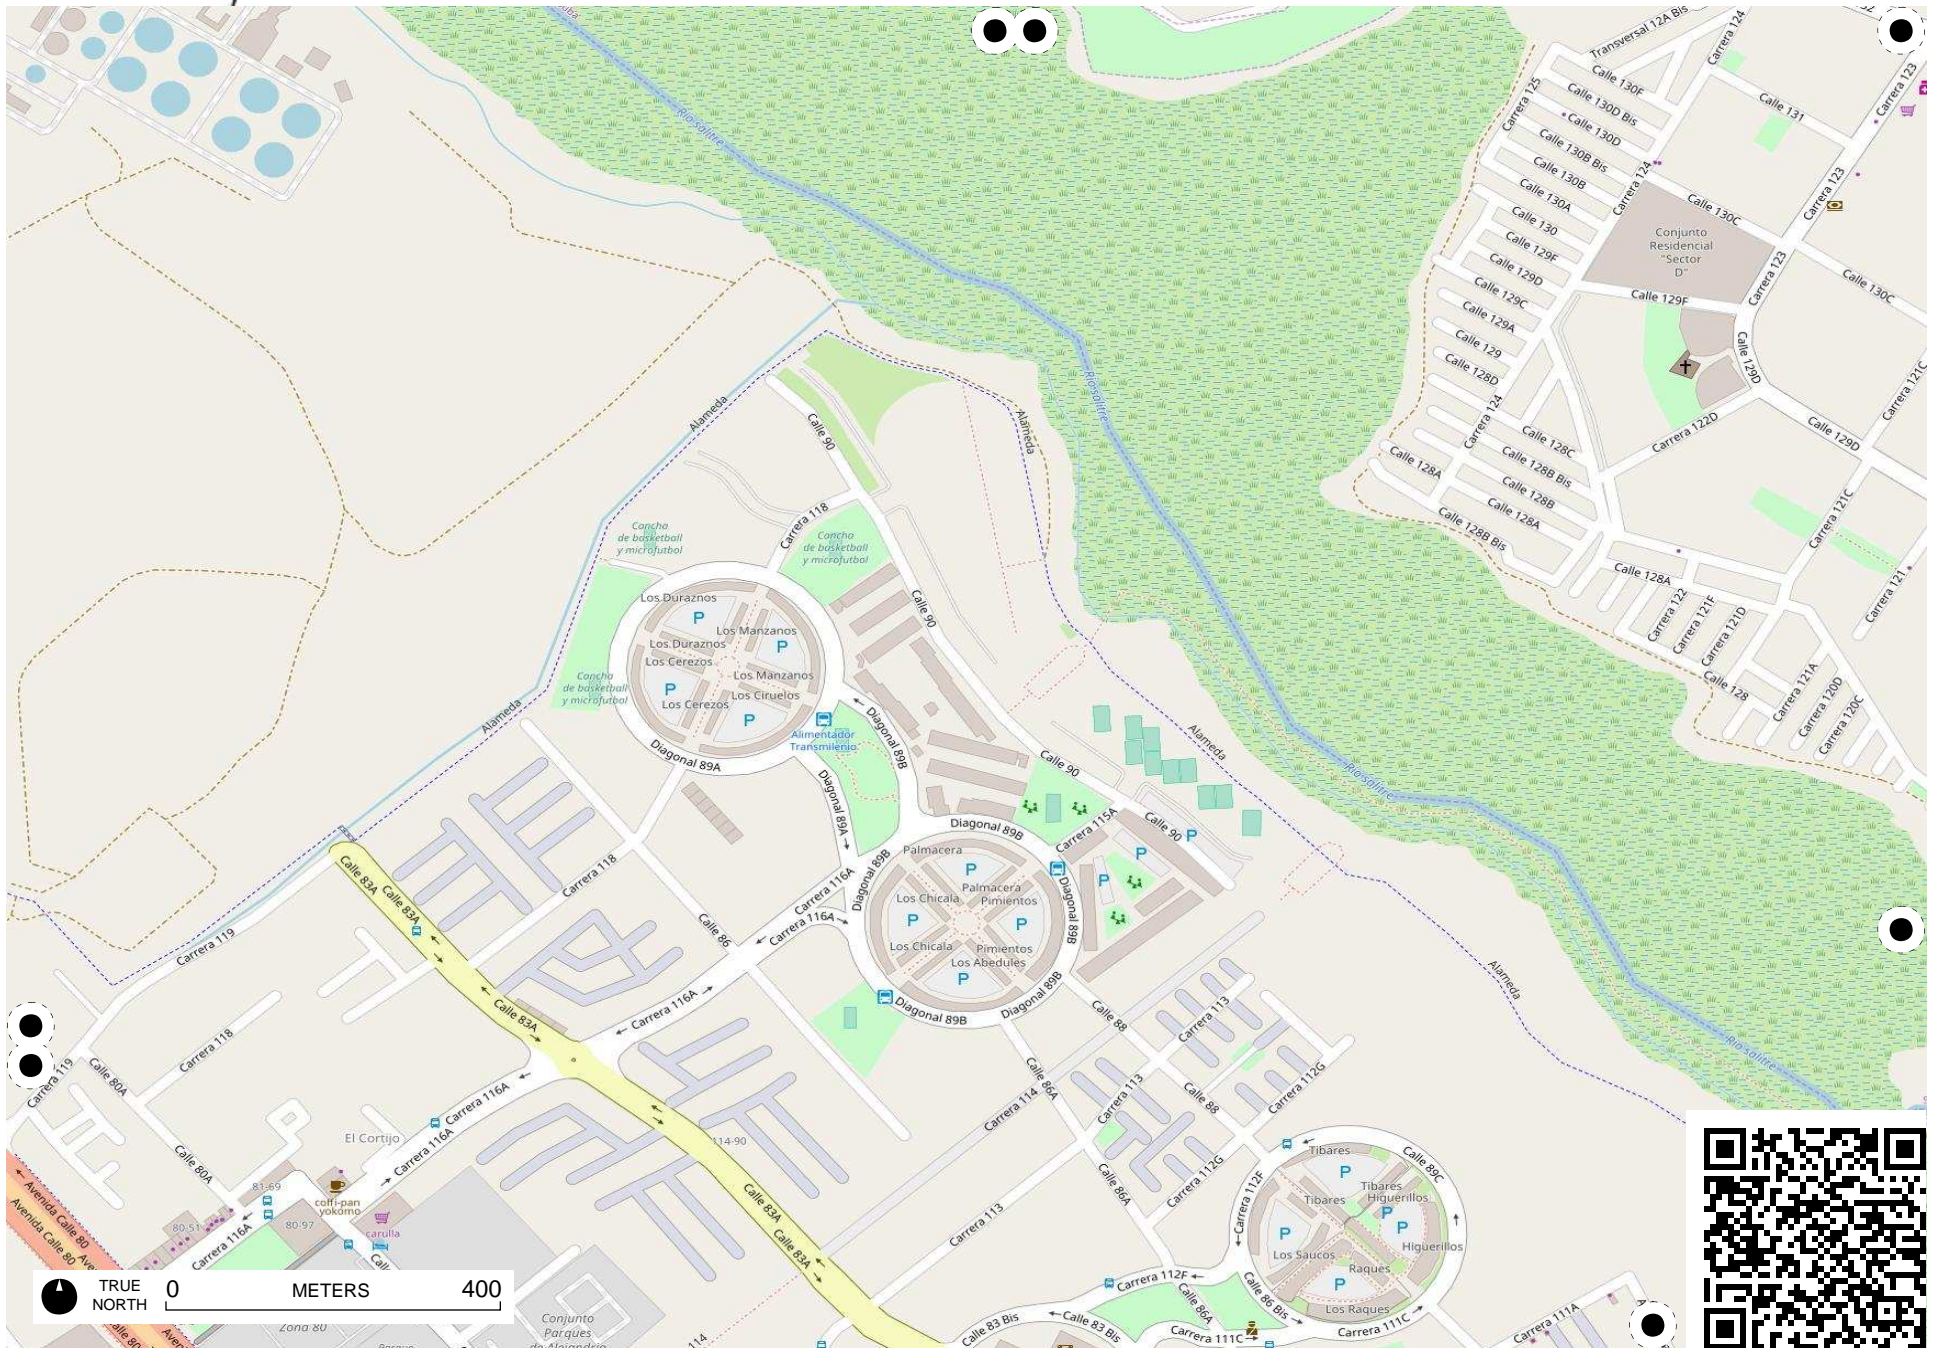 Transversal 12A Bis
Carrera 124
Calle 130F
Calle 130D Bis
Calle 131
Carrera 123
Carrera 125
Calle 130D
Calle 130B Bis
Calle 130B
Carrera 124
Calle 130A
Calle 130C
Carrera 123
Calle 130
Conjunto
Residencial
"Sector
D"
Calle 129F
Calle 129D
Calle 129C
Calle 129F
Carrera 123
Calle 130C
Calle 129A
Calle 129
Calle 128D
Calle 129D
Carrera 121C
Carrera 124
Calle 128C
Carrera 122D
Calle 129D
Calle 128A
Calle 128B Bis
Calle 128B
Calle 128A
Calle 128B Bis
Carrera 121C
Calle 128A
Carrera 122
Carrera 121F
Carrera 121D
Carrera 121
Calle 128
Carrera 121A
Carrera 120D
Carrera 120C
Río salitre
Río salitre
Río salitre
Río salitre
Alameda
Alameda
Alameda
Alameda
Alameda
Calle 90
Carrera 118
Cancha
de basketball
y microfutbol
Cancha
de basketball
y microfutbol
Cancha
de basketball
y microfutbol
Los Duraznos
P
Los Manzanos
Los Duraznos
P
Los Cerezos
Los Manzanos
P
Los Ciruelos
Los Cerezos
P
Alimentador
Transmilenio
Diagonal 89A
Diagonal 89B
Diagonal 89A
Calle 90
Calle 90
Calle 90
P
Carrera 115A
P
P
Diagonal 89B
Diagonal 89B
Palmacera
P
Palmacera
Pimientos
Los Chicala
P
P
Los Chicala
Pimientos
Los Abedules
P
Diagonal 89B
Diagonal 89B
Diagonal 89B
Carrera 116A
Carrera 116A
Carrera 118
Calle 86
Calle 83A
Calle 83A
Carrera 119
Calle 83A
Carrera 116A
Carrera 118
Calle 80A
Carrera 119
Carrera 116A
Carrera 116A
El Cortijo
Calle 80A
81-69
80-51
80-97
coffi-pan
yokomo
carulla
Carrera 116A
Avenida Calle 80
Avenida Calle 80
Zona 80
114-90
Calle 83A
Calle 83A
Calle 88
Carrera 113
Calle 86A
Carrera 114
Carrera 113
Calle 88
Carrera 112G
Calle 86A
Carrera 112G
Carrera 113
Carrera 112F
Calle 89C
Tibares
P
Tibares
Tibares
Higuerillos
P
P
P
Higuerillos
Los Saucos
Raques
P
Los Raques
Carrera 112F
Calle 86A
Calle 86 Bis
Carrera 111C
Carrera 111C
Calle 83 Bis
Calle 83 Bis
Carrera 111A
Conjunto
Parques
de Alejandria
Parque
114
TRUE
NORTH
0 METERS 400